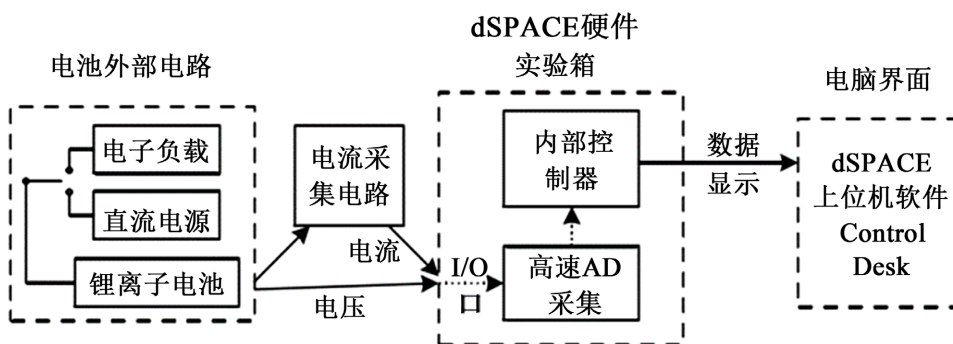 电池外部电路
电子负载
直流电源
锂离子电池
电流采
集电路
电流
电压
dSPACE硬件
实验箱
内部控
制器
I/O
口
高速AD
采集
数据
显示
电脑界面
dSPACE
上位机软件
Control
Desk